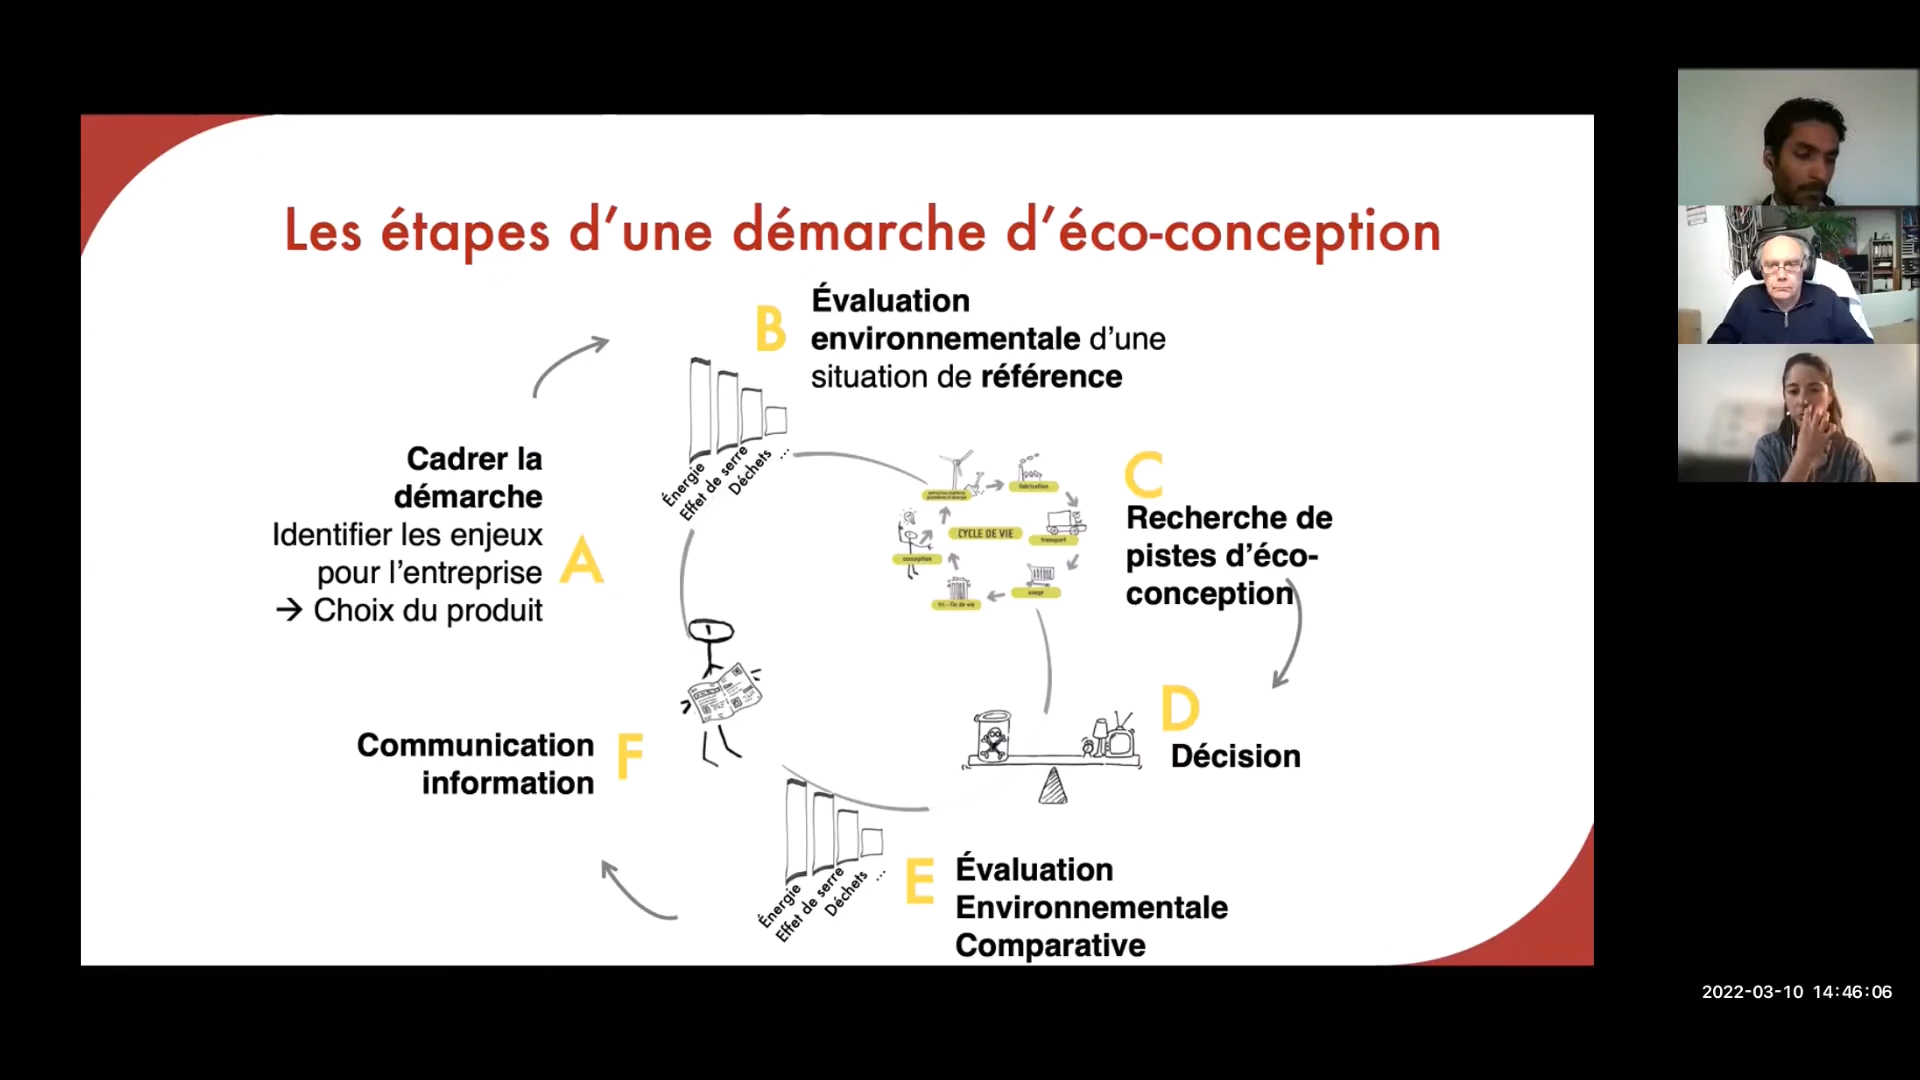 Les étapes d’une démarche d’éco-conception
Cadrer la
démarche
Identifier les enjeux
pour l’entreprise
→ Choix du produit
A
B
Évaluation
environnementale d’une
situation de référence
Énergie
Effet de serre
Déchets
...
C
Recherche de
pistes d’éco-
conception
CYCLE DE VIE
fabrication
transport
usage
tri - fin de vie
conception
D
Décision
E
Évaluation
Environnementale
Comparative
Énergie
Effet de serre
Déchets
...
F
Communication
information
2022-03-10 14:46:06